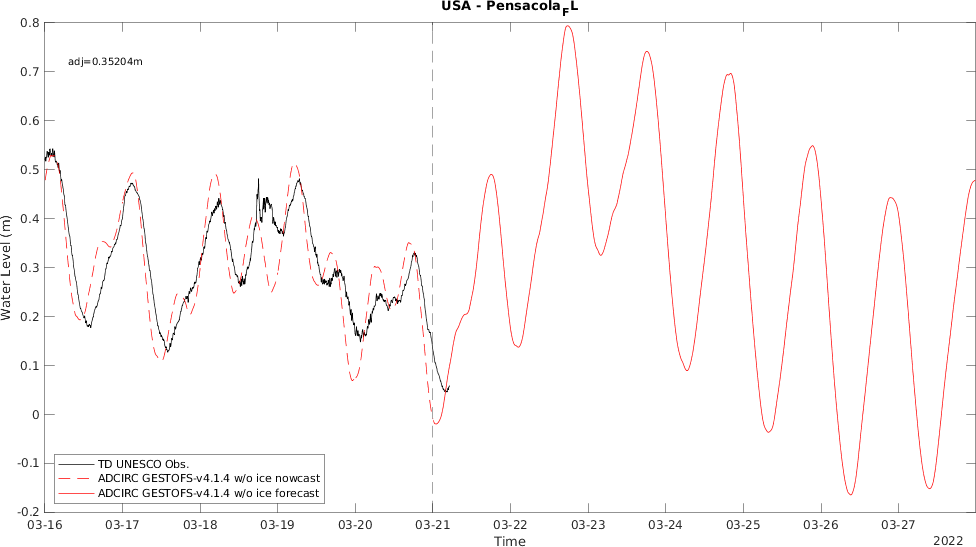 USA - Pensacola_FL
adj=0.35204m
0.8
0.7
0.6
0.5
0.4
0.3
0.2
0.1
0
-0.1
-0.2
Water Level (m)
TD UNESCO Obs.
ADCIRC GESTOFS-v4.1.4 w/o ice nowcast
ADCIRC GESTOFS-v4.1.4 w/o ice forecast
03-16 03-17 03-18 03-19 03-20 03-21 03-22 03-23 03-24 03-25 03-26 03-27
Time
2022